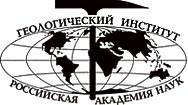 ГЕОЛОГИЧЕСКИЙ ИНСТИТУТ
РОССИЙСКАЯ АКАДЕМИЯ НАУК